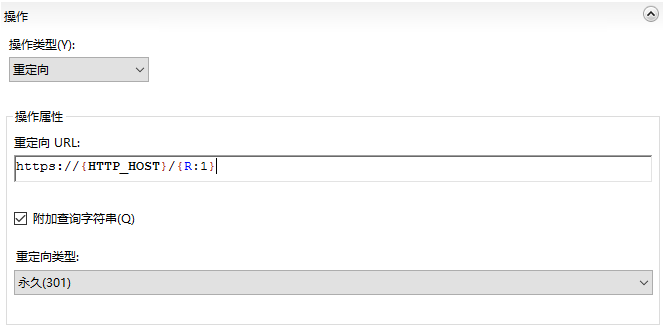 操作
操作类型(Y):
重定向
操作属性
重定向 URL:
https://{HTTP_HOST}/{R:1}
附加查询字符串(Q)
重定向类型:
永久(301)